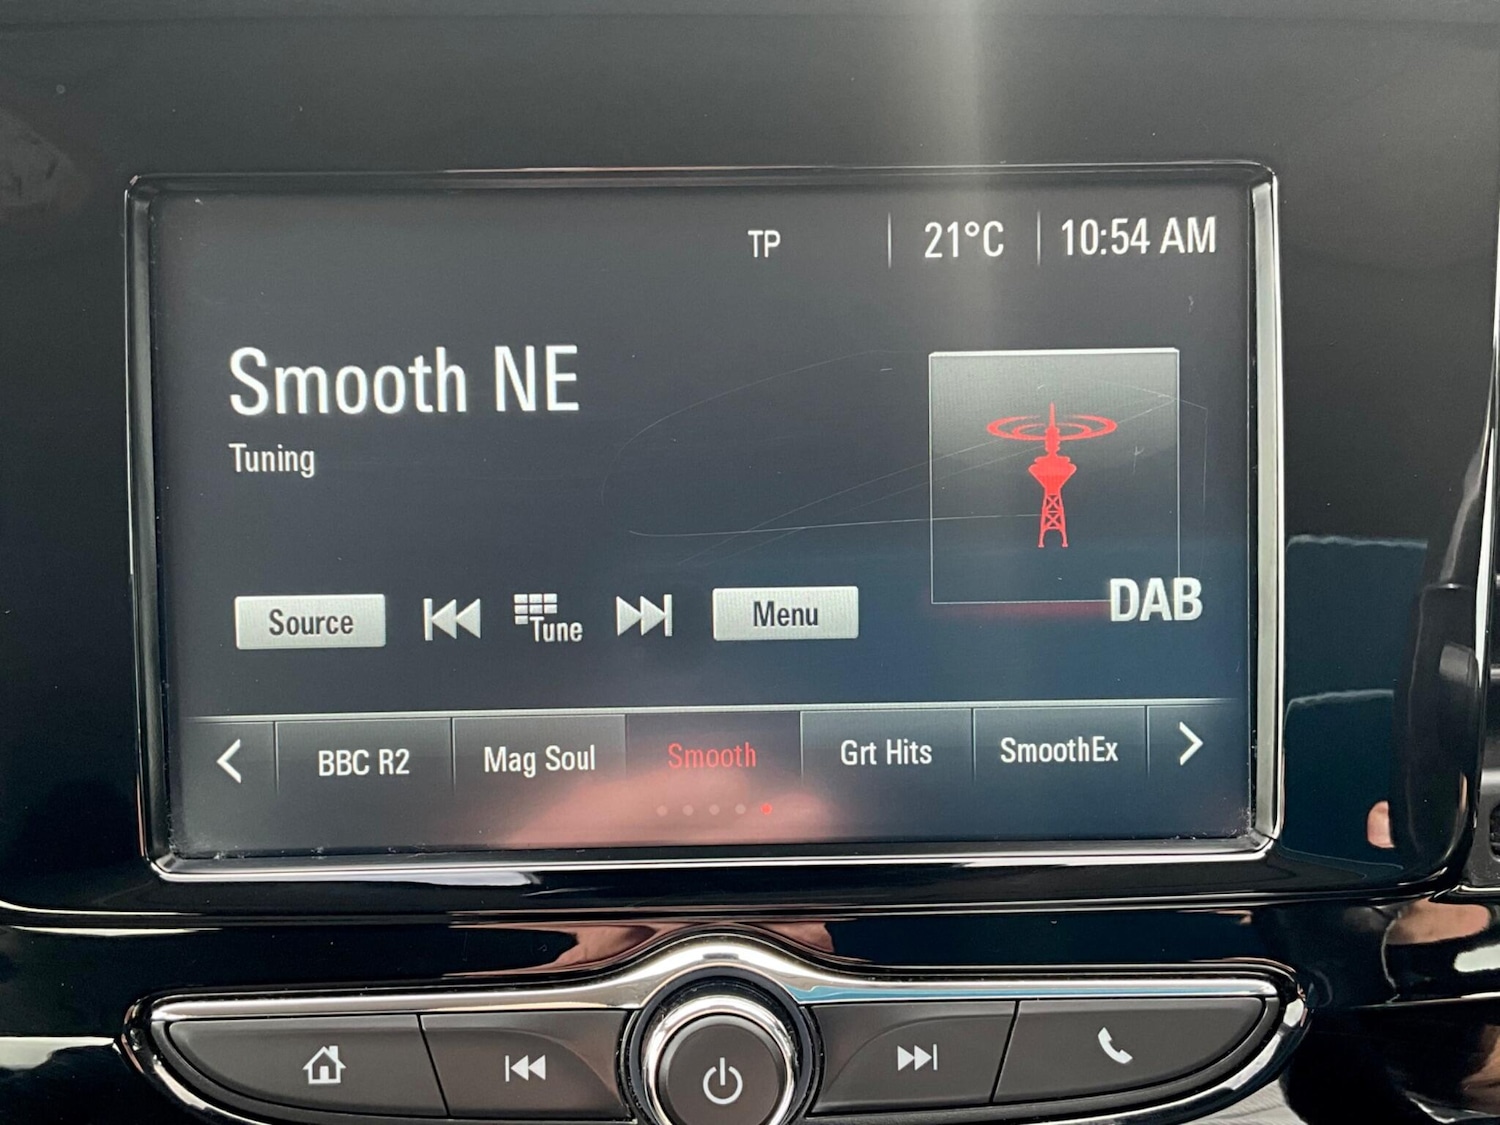 TP 21°C 10:54 AM
Smooth NE
Tuning
Source Tune Menu
DAB
BBC R2 Mag Soul Smooth Grt Hits SmoothEx